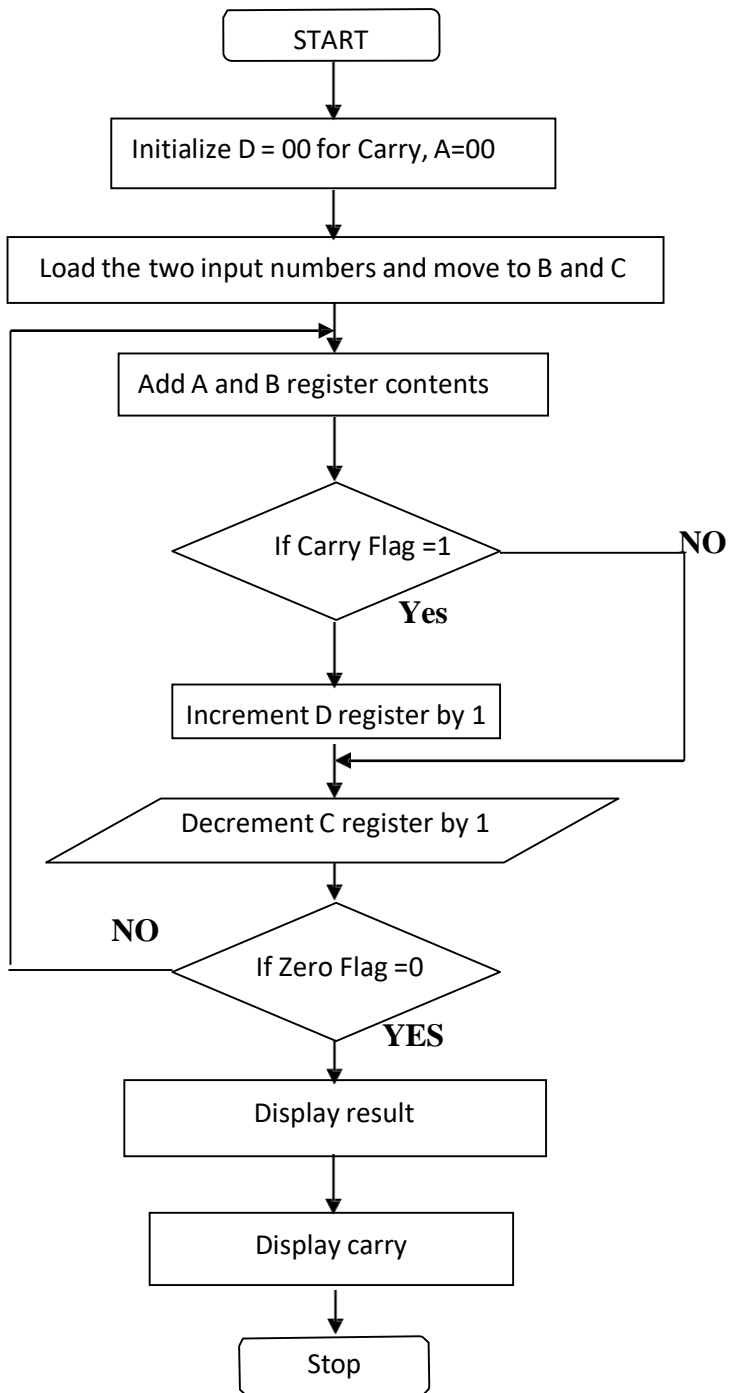 START
Initialize D = 00 for Carry, A=00
Load the two input numbers and move to B and C
Add A and B register contents
If Carry Flag =1
NO
Yes
Increment D register by 1
Decrement C register by 1
NO
If Zero Flag =0
YES
Display result
Display carry
Stop